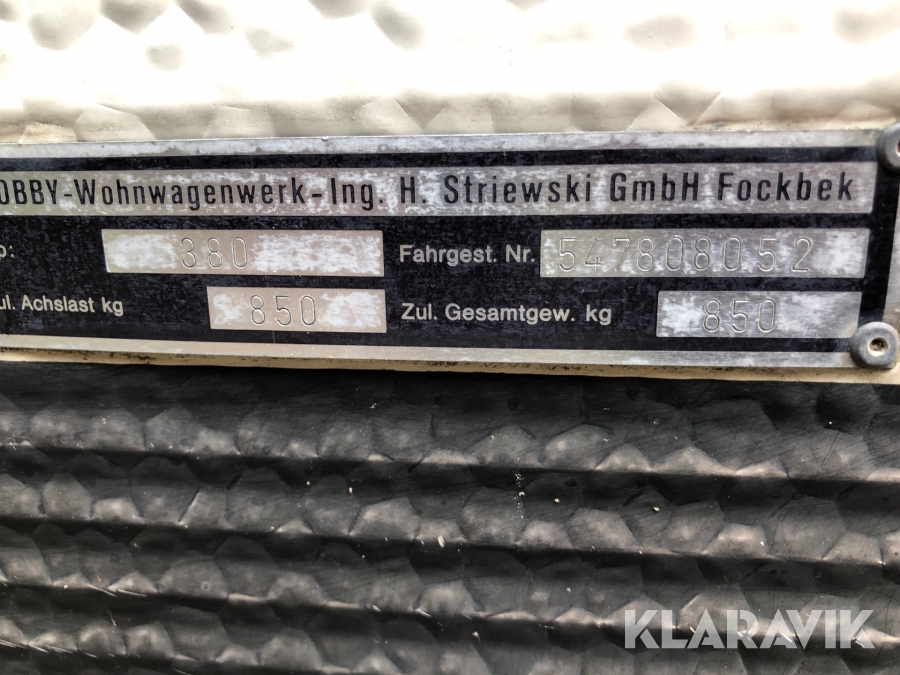 OBBY-Wohnwagenwerk-Ing. H. Striewski GmbH Fockbek
p: 380 Fahrgest. Nr. 547808052
ul. Achslast kg 850 Zul. Gesamtgew. kg 850
KLARAVIK